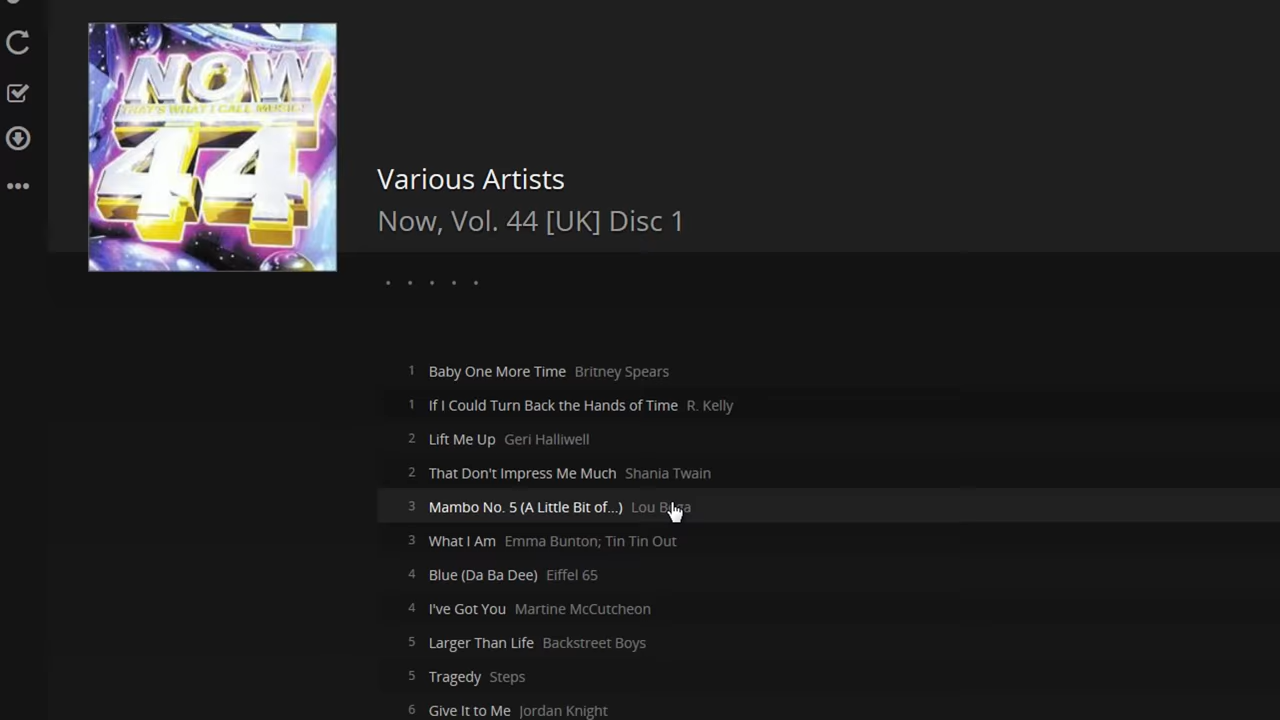 NOW
THAT'S WHAT I CALL MUSIC!
44
Various Artists
Now, Vol. 44 [UK] Disc 1
1 Baby One More Time Britney Spears
1 If I Could Turn Back the Hands of Time R. Kelly
2 Lift Me Up Geri Halliwell
2 That Don't Impress Me Much Shania Twain
3 Mambo No. 5 (A Little Bit of...) Lou
3 What I Am Emma Bunton; Tin Tin Out
4 Blue (Da Ba Dee) Eiffel 65
4 I've Got You Martine McCutcheon
5 Larger Than Life Backstreet Boys
5 Tragedy Steps
6 Give It to Me Jordan Knight